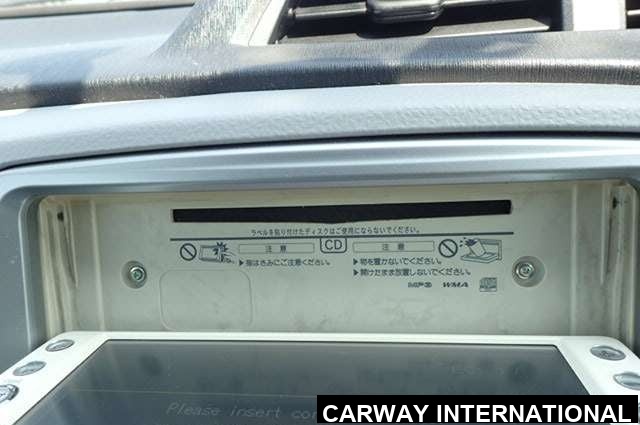 ラベルを貼り付けたディスクはご使用にならないでください。
注意 CD 注意
▶指はさみにご注意ください。
▶物を置かないでください。
▶開けたまま放置しないでください。
MP3 WMA
Please insert
CARWAY INTERNATIONAL